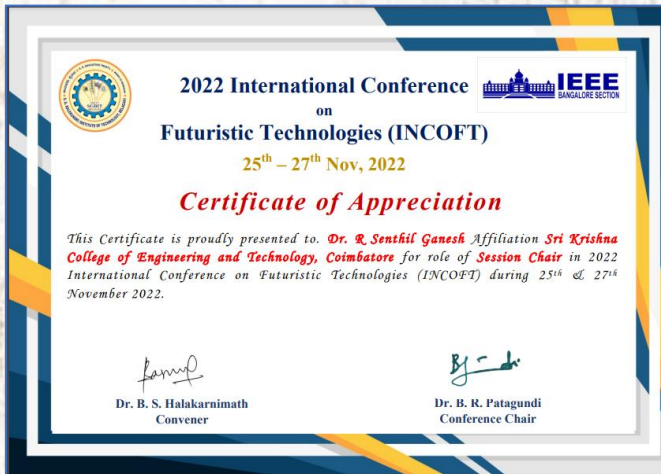 2022 International Conference
on
Futuristic Technologies (INCOFT)
25th – 27th Nov, 2022
IEEE
BANGALORE SECTION
Certificate of Appreciation
This Certificate is proudly presented to. Dr. R Senthil Ganesh Affiliation Sri Krishna
College of Engineering and Technology, Coimbatore for role of Session Chair in 2022
International Conference on Futuristic Technologies (INCOFT) during 25th & 27th
November 2022.
Dr. B. S. Halakarnimath
Convener
Dr. B. R. Patagundi
Conference Chair